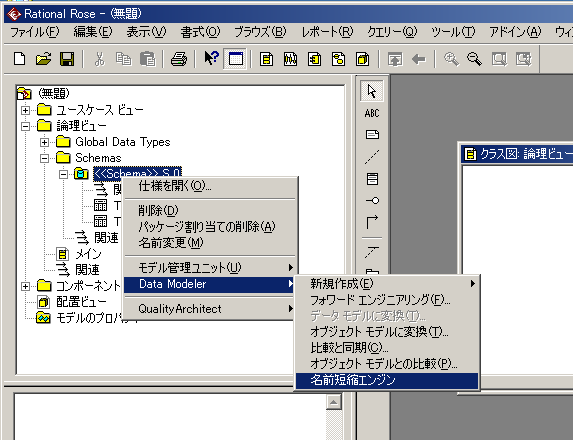 Rational Rose - (無題)
ファイル(F) 編集(E) 表示(V) 書式(O) ブラウズ(B) レポート(R) クエリー(Q) ツール(T) アドイン(A)
(無題)
ユースケース ビュー
論理ビュー
Global Data Types
Schemas
<<Schema>> S_0
T
T
関連
メイン
関連
コンポーネント
配置ビュー
モデルのプロパティ
ABC
クラス図: 論理ビュー
仕様を開く(O)...
削除(D)
パッケージ割り当ての削除(A)
名前変更(M)
モデル管理ユニット(U)
Data Modeler
QualityArchitect
新規作成(E)
フォワード エンジニアリング(F)...
データ モデルに変換(T)...
オブジェクト モデルに変換(T)...
比較と同期(C)...
オブジェクト モデルとの比較(P)...
名前短縮エンジン